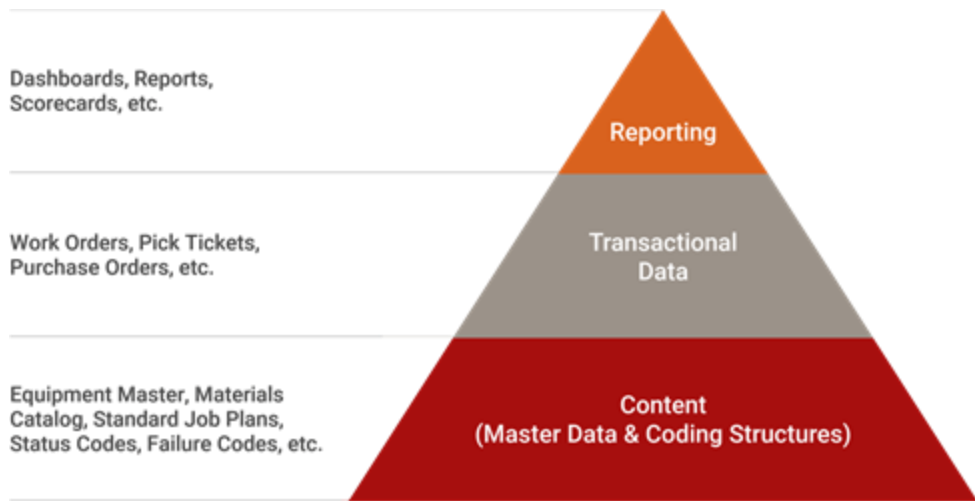 Dashboards, Reports,
Scorecards, etc.
Reporting
Work Orders, Pick Tickets,
Purchase Orders, etc.
Transactional
Data
Equipment Master, Materials
Catalog, Standard Job Plans,
Status Codes, Failure Codes, etc.
Content
(Master Data & Coding Structures)